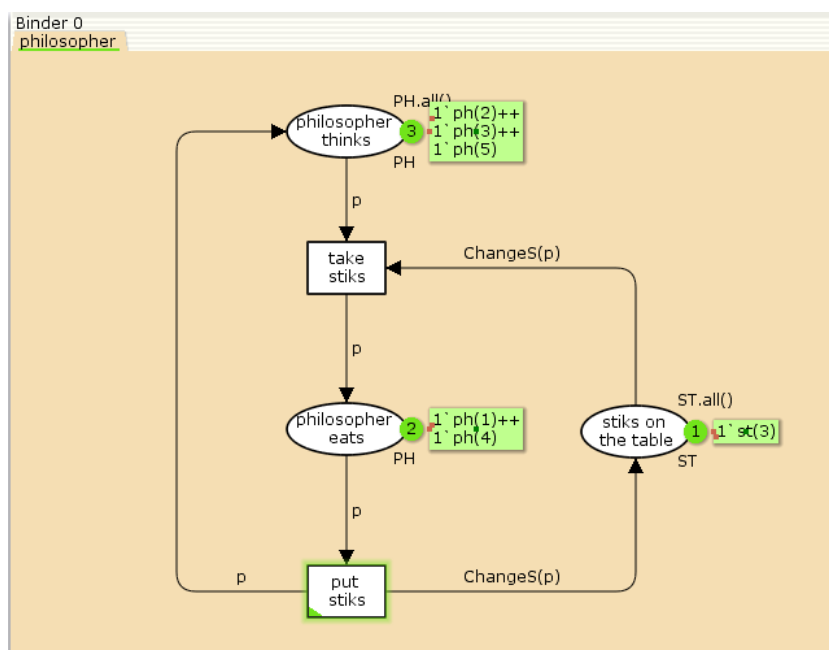 Binder 0
philosopher
PH.all()
philosopher
thinks
3
1`ph(2)++
1`ph(3)++
1`ph(5)
PH
p
take
stiks
ChangeS(p)
p
philosopher
eats
2
1`ph(1)++
1`ph(4)
PH
ST.all()
stiks on
the table
1
1`st(3)
ST
p
p
put
stiks
ChangeS(p)